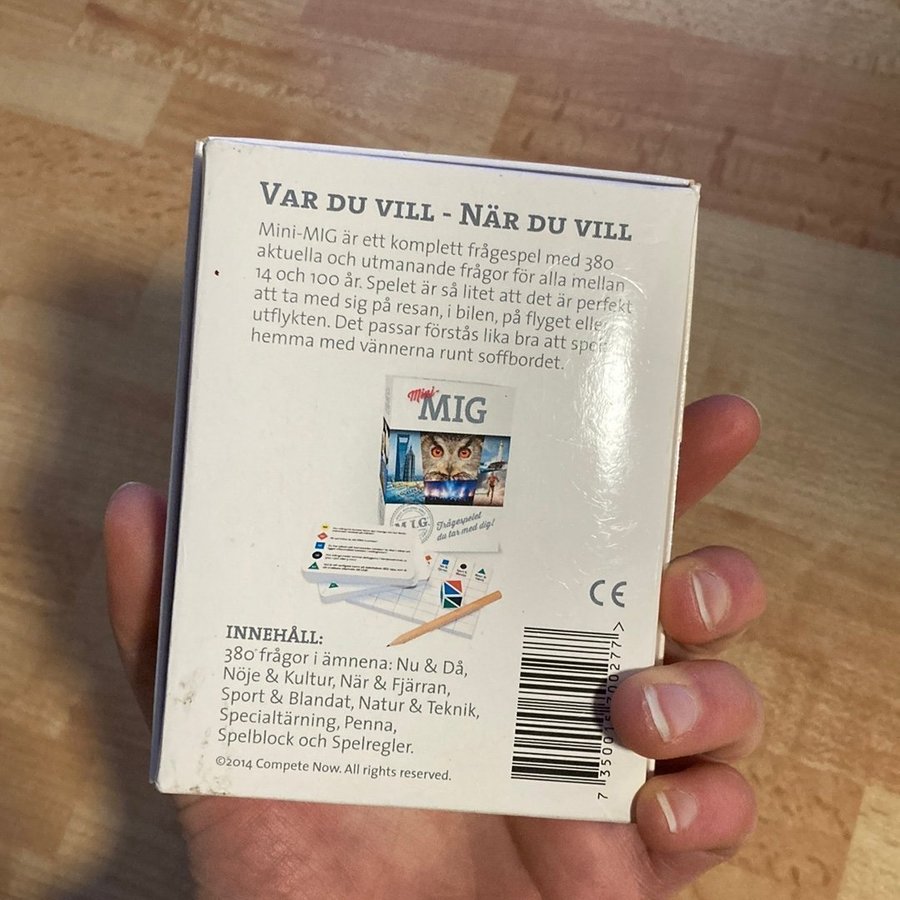 VAR DU VILL - NÄR DU VILL
Mini-MIG är ett komplett frågespel med 380
aktuella och utmanande frågor för alla mellan
14 och 100 år. Spelet är så litet att det är perfekt
att ta med sig på resan, i bilen, på flyget eller
utflykten. Det passar förstås lika bra att
hemma med vännerna runt soffbordet.
Mini-
MIG
M.I.G.
Frågespelet
du tar med dig!
CE
INNEHÅLL:
380 frågor i ämnena: Nu & Då,
Nöje & Kultur, När & Fjärran,
Sport & Blandat, Natur & Teknik,
Specialtärning, Penna,
Spelblock och Spelregler.
©2014 Compete Now. All rights reserved.